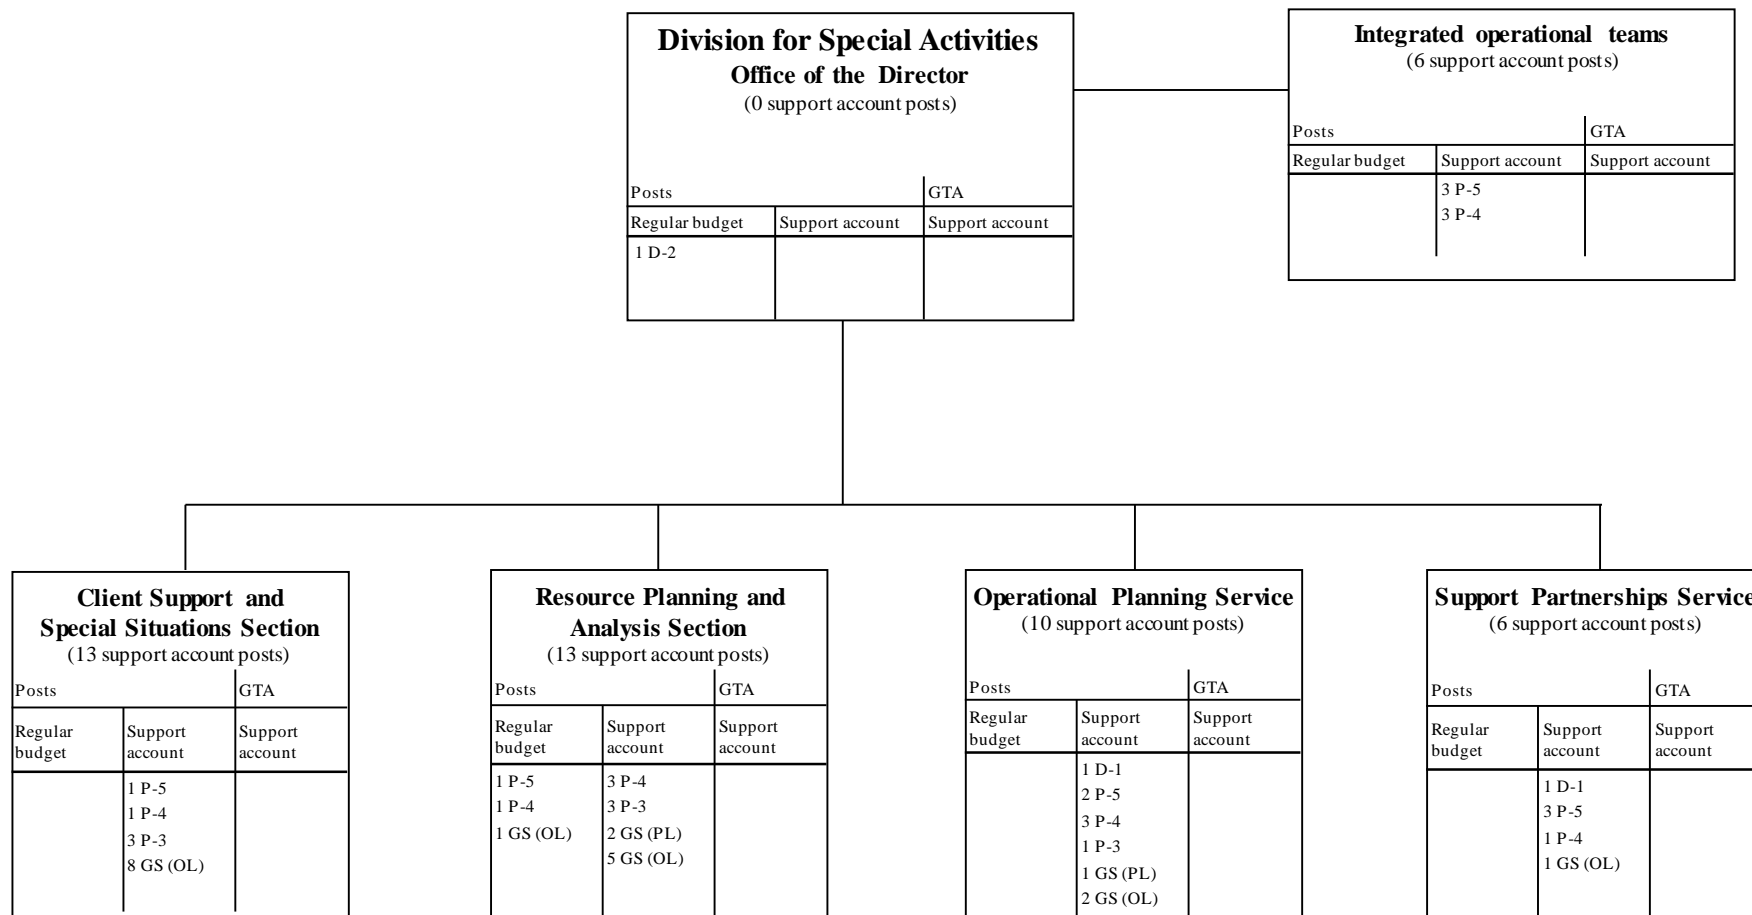 Division for Special Activities
Office of the Director
(0 support account posts)
Posts GTA
Regular budget Support account Support account
1 D-2
Integrated operational teams
(6 support account posts)
Posts GTA
Regular budget Support account Support account
3 P-5
3 P-4
Client Support and
Special Situations Section
(13 support account posts)
Posts GTA
Regular Support Support
budget account account
1 P-5
1 P-4
3 P-3
8 GS (OL)
Resource Planning and
Analysis Section
(13 support account posts)
Posts GTA
Regular Support Support
budget account account
1 P-5 3 P-4
1 P-4 3 P-3
1 GS (OL) 2 GS (PL)
5 GS (OL)
Operational Planning Service
(10 support account posts)
Posts GTA
Regular Support Support
budget account account
1 D-1
2 P-5
3 P-4
1 P-3
1 GS (PL)
2 GS (OL)
Support Partnerships Service
(6 support account posts)
Posts GTA
Regular Support Support
budget account account
1 D-1
3 P-5
1 P-4
1 GS (OL)